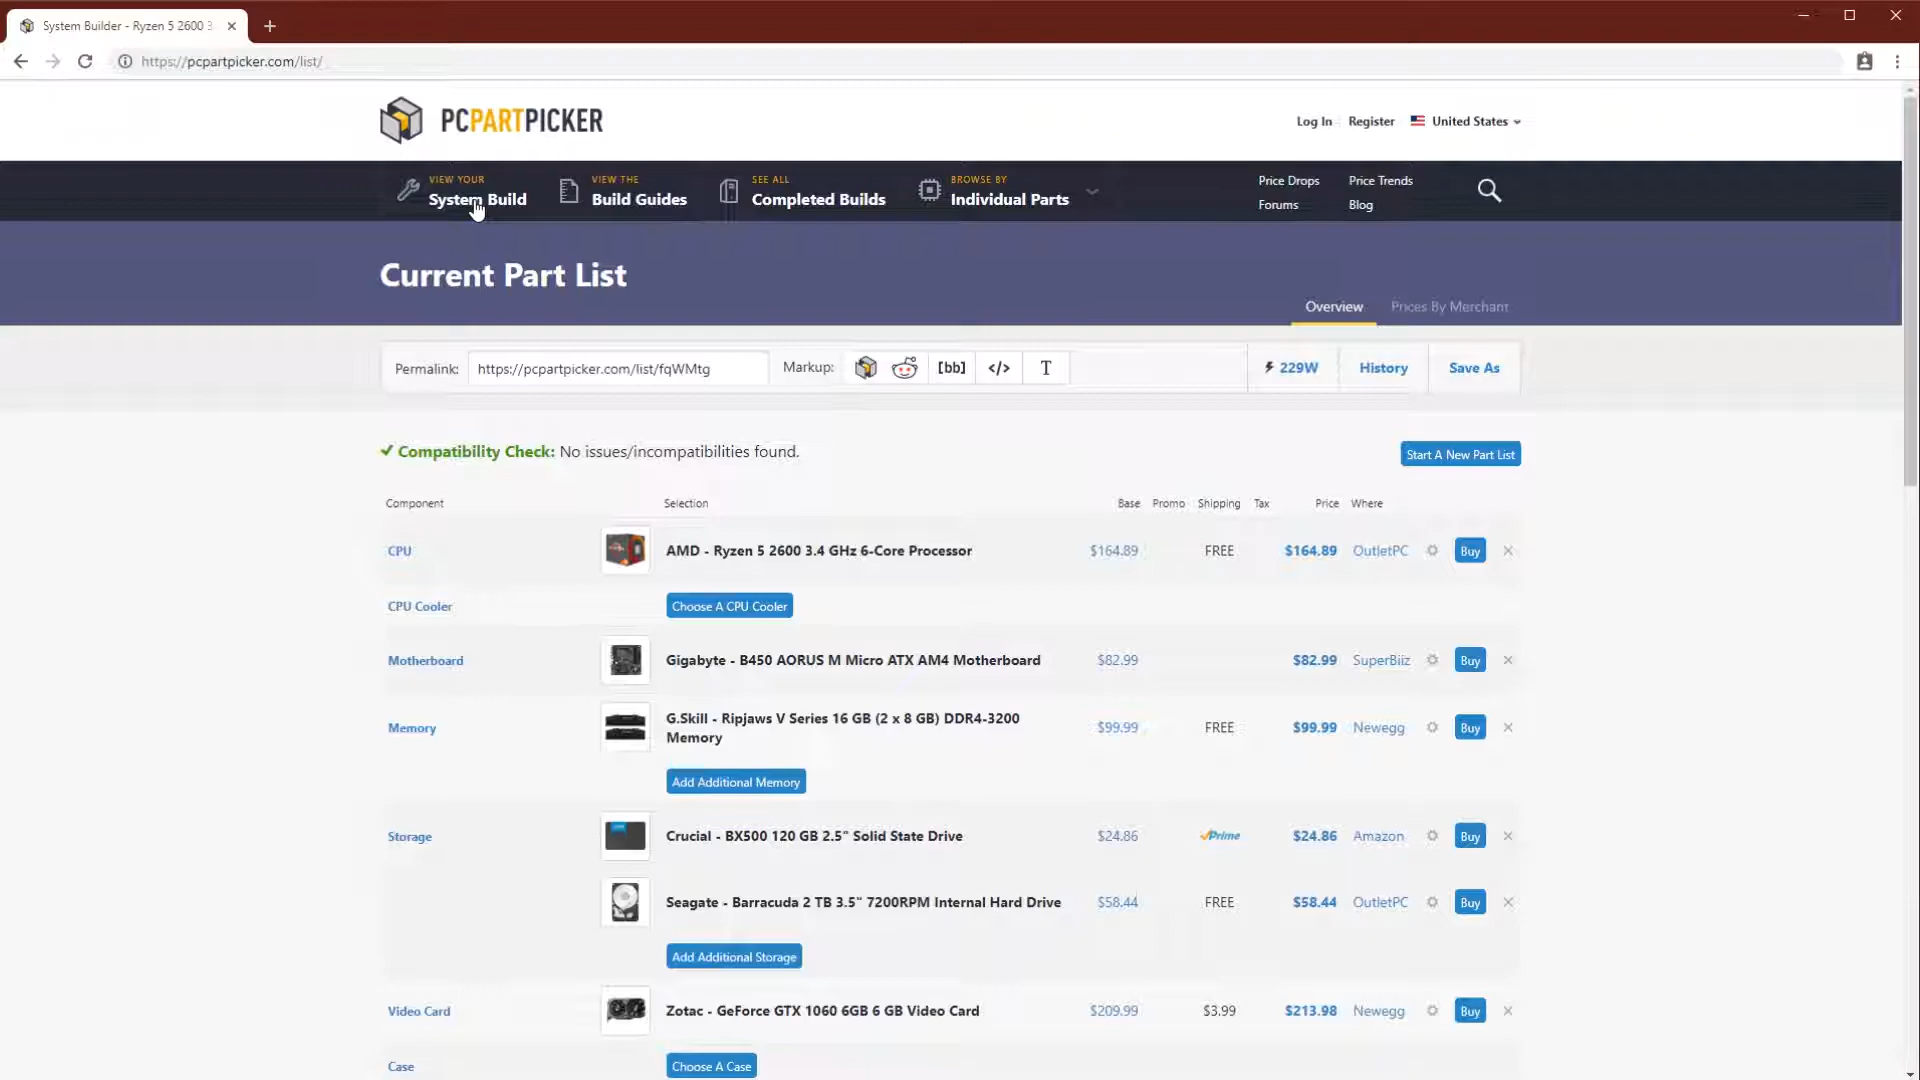 System Builder - Ryzen 5 2600 3
https://pcpartpicker.com/list/
PCPARTPICKER
Log In Register United States
VIEW YOUR
System Build
VIEW THE
Build Guides
SEE ALL
Completed Builds
BROWSE BY
Individual Parts
Price Drops Price Trends
Forums Blog
Current Part List
Overview Prices By Merchant
Permalink: https://pcpartpicker.com/list/fqWMtg Markup: [bb] </> T 229W History Save As
Compatibility Check: No issues/incompatibilities found.
Start A New Part List
Component Selection Base Promo Shipping Tax Price Where
CPU AMD - Ryzen 5 2600 3.4 GHz 6-Core Processor $164.89 FREE $164.89 OutletPC Buy
CPU Cooler Choose A CPU Cooler
Motherboard Gigabyte - B450 AORUS M Micro ATX AM4 Motherboard $82.99 $82.99 SuperBiiz Buy
Memory G.Skill - Ripjaws V Series 16 GB (2 x 8 GB) DDR4-3200 Memory $99.99 FREE $99.99 Newegg Buy
Add Additional Memory
Storage Crucial - BX500 120 GB 2.5" Solid State Drive $24.86 Prime $24.86 Amazon Buy
Seagate - Barracuda 2 TB 3.5" 7200RPM Internal Hard Drive $58.44 FREE $58.44 OutletPC Buy
Add Additional Storage
Video Card Zotac - GeForce GTX 1060 6GB 6 GB Video Card $209.99 $3.99 $213.98 Newegg Buy
Case Choose A Case